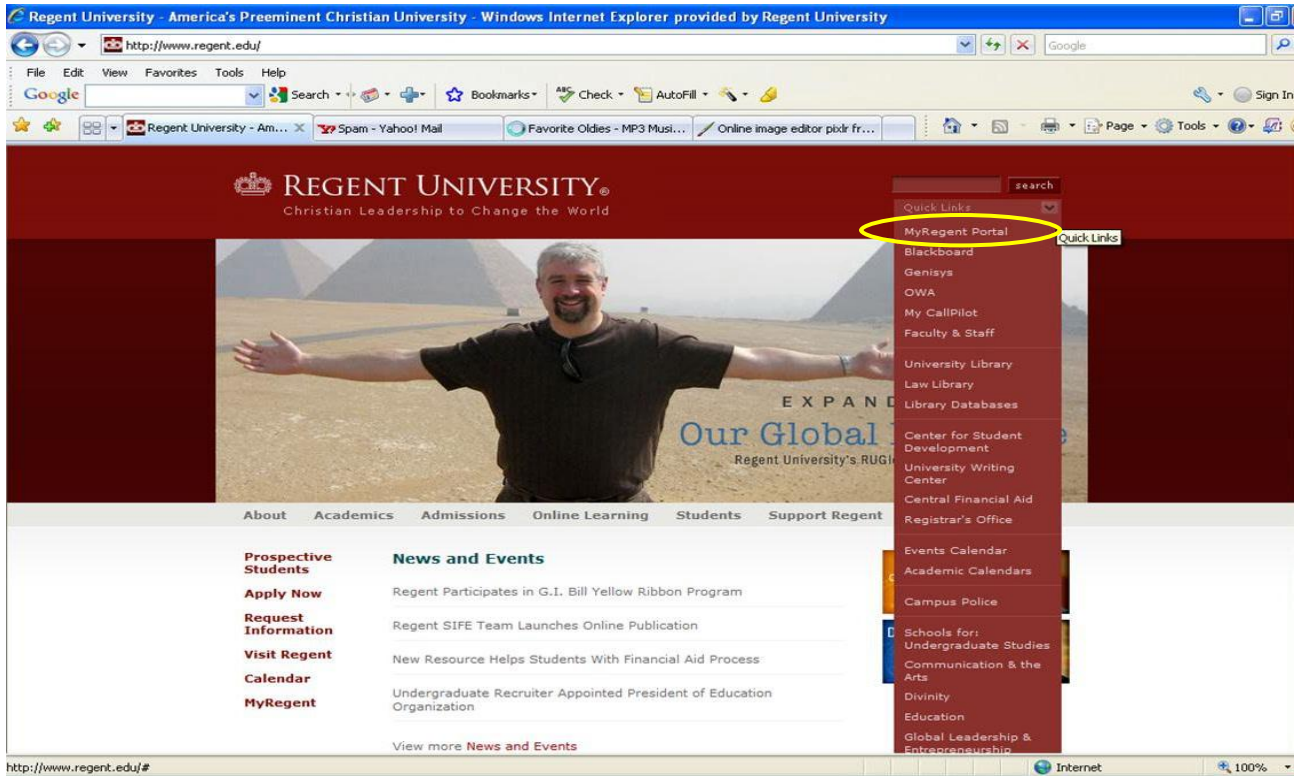 Regent University - America's Preeminent Christian University - Windows Internet Explorer provided by Regent University
http://www.regent.edu/
Google
File Edit View Favorites Tools Help
Google Search Bookmarks Check AutoFill Sign In
Regent University - Am... X Spam - Yahoo! Mail Favorite Oldies - MP3 Musi... Online image editor pixlr fr... Page Tools
REGENT UNIVERSITY®
search
Christian Leadership to Change the World
Quick Links
MyRegent Portal
Quick Links
Blackboard
Genisys
OWA
My CallPilot
Faculty & Staff
University Library
Law Library
Library Databases
Center for Student
Development
University Writing
Center
Central Financial Aid
Registrar's Office
Events Calendar
Academic Calendars
Campus Police
Schools for:
Undergraduate Studies
Communication & the
Arts
Divinity
Education
Global Leadership &
Entrepreneurship
EXPAND
Our Global
Regent University's RUGl
About Academics Admissions Online Learning Students Support Regent
Prospective
Students
Apply Now
Request
Information
Visit Regent
Calendar
MyRegent
News and Events
Regent Participates in G.I. Bill Yellow Ribbon Program
Regent SIFE Team Launches Online Publication
New Resource Helps Students With Financial Aid Process
Undergraduate Recruiter Appointed President of Education
Organization
View more News and Events
http://www.regent.edu/# Internet 100%